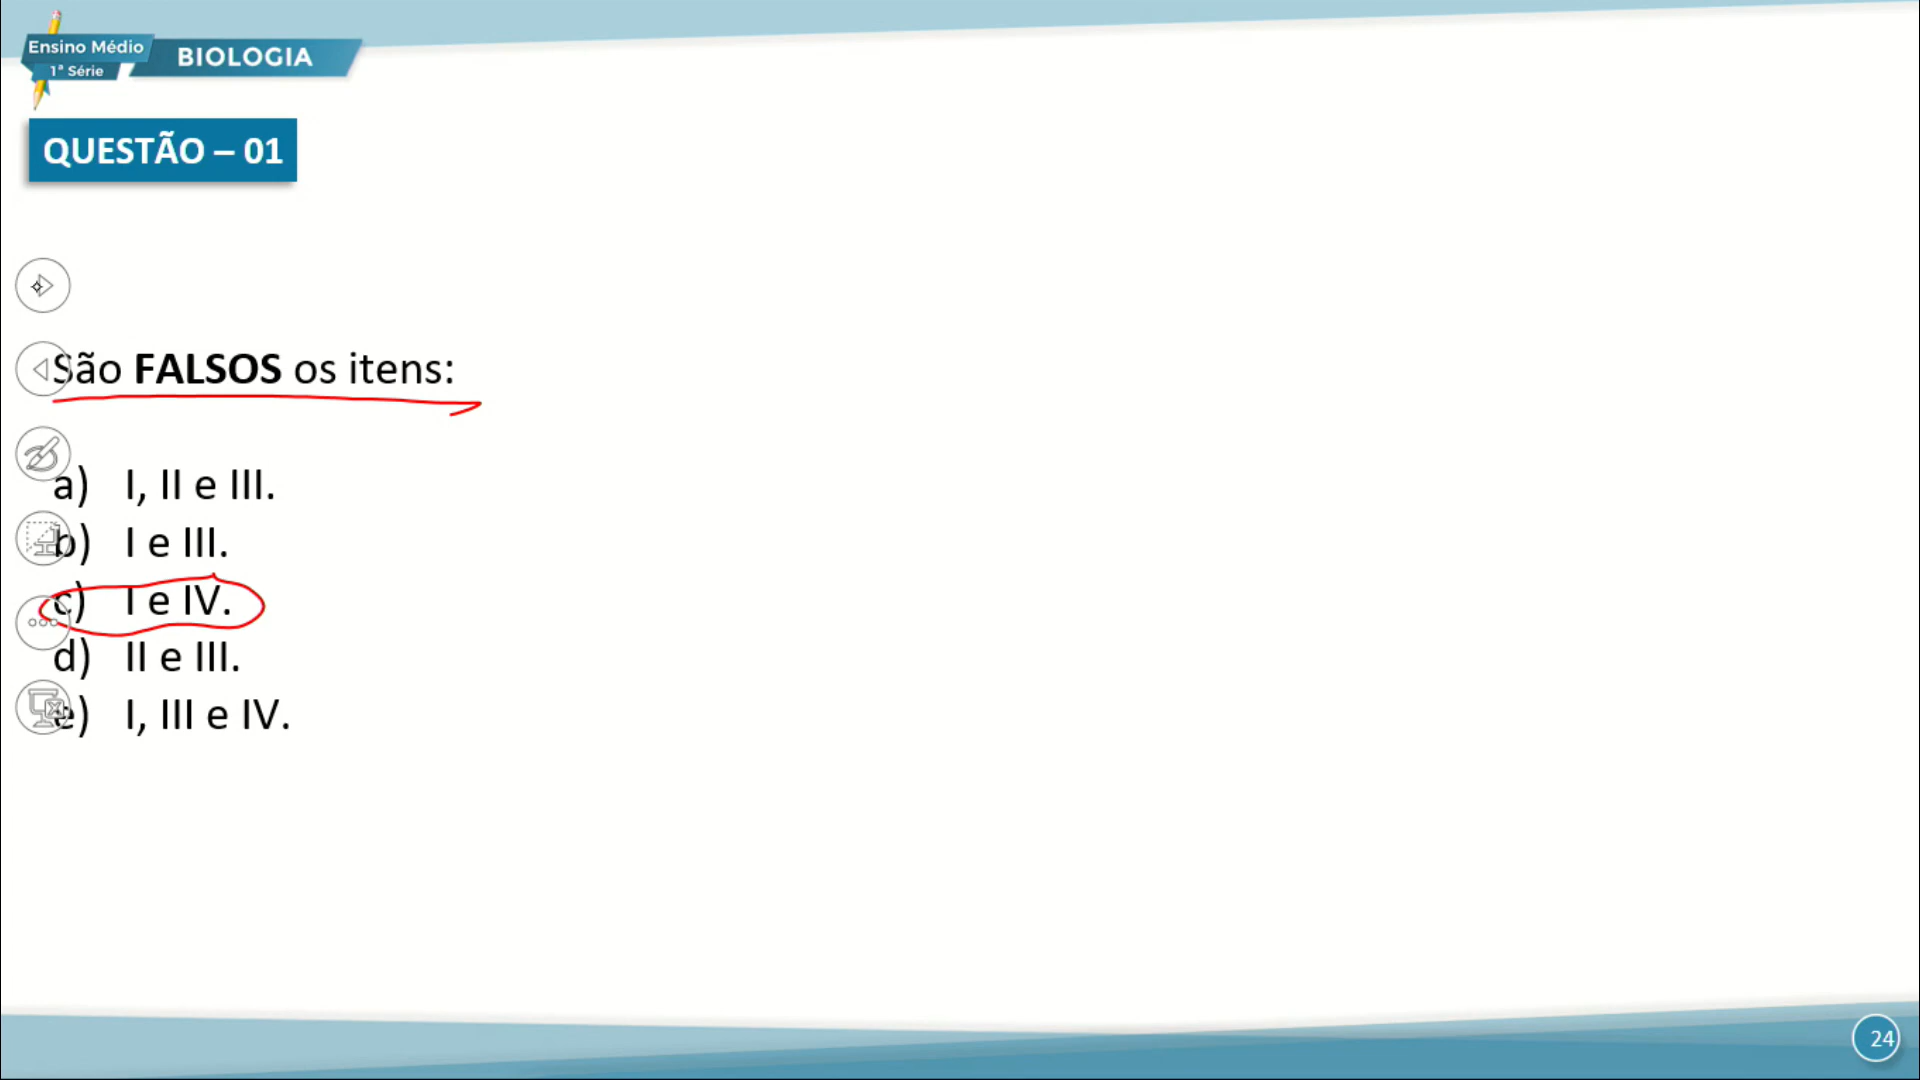 Ensino Médio
1ª Série
BIOLOGIA
QUESTÃO – 01
São FALSOS os itens:
a) I, II e III.
b) I e III.
c) I e IV.
d) II e III.
e) I, III e IV.
24